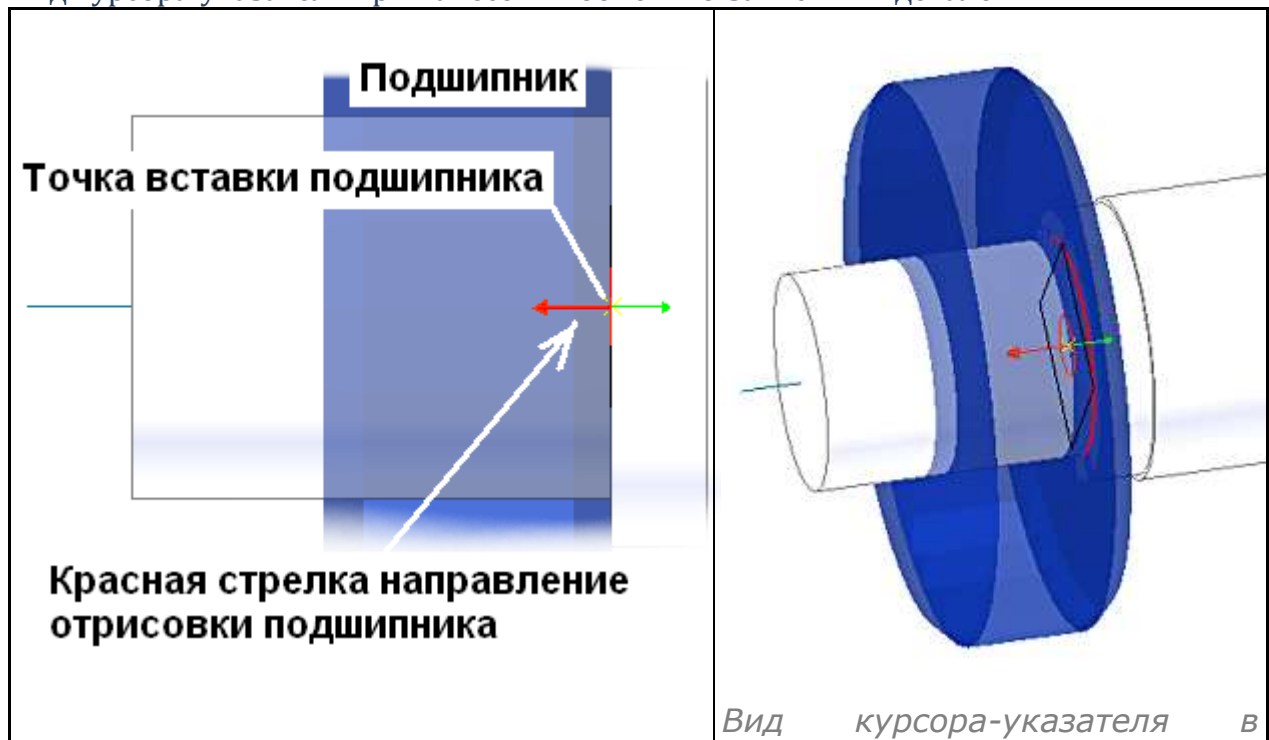 Подшипник
Точка вставки подшипника
Красная стрелка направление
отрисовки подшипника
Вид курсора-указателя в